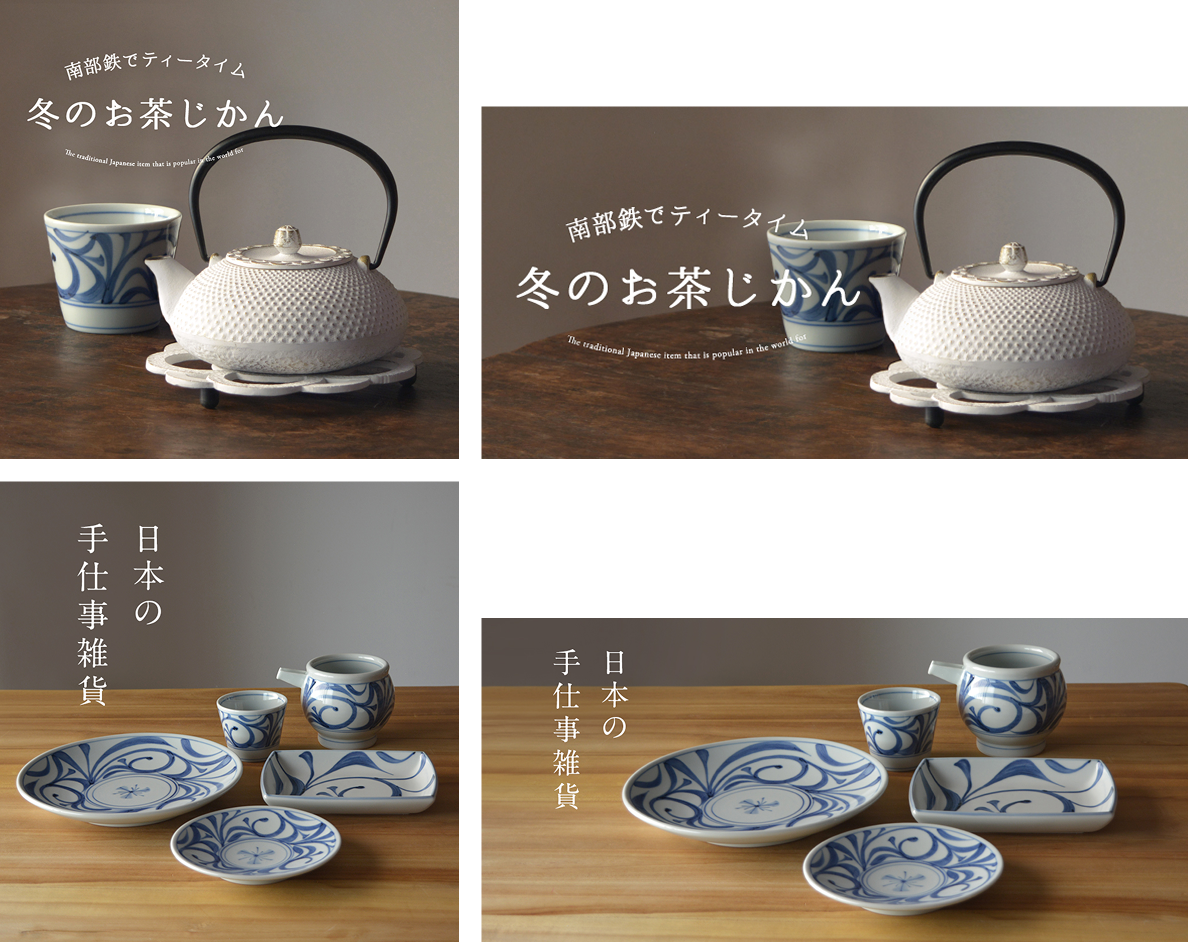 南部鉄でティータイム
冬のお茶じかん
The traditional Japanese item that is popular in the world for
南部鉄でティータイム
冬のお茶じかん
The traditional Japanese item that is popular in the world for
日本の
手仕事雑貨
日本の
手仕事雑貨